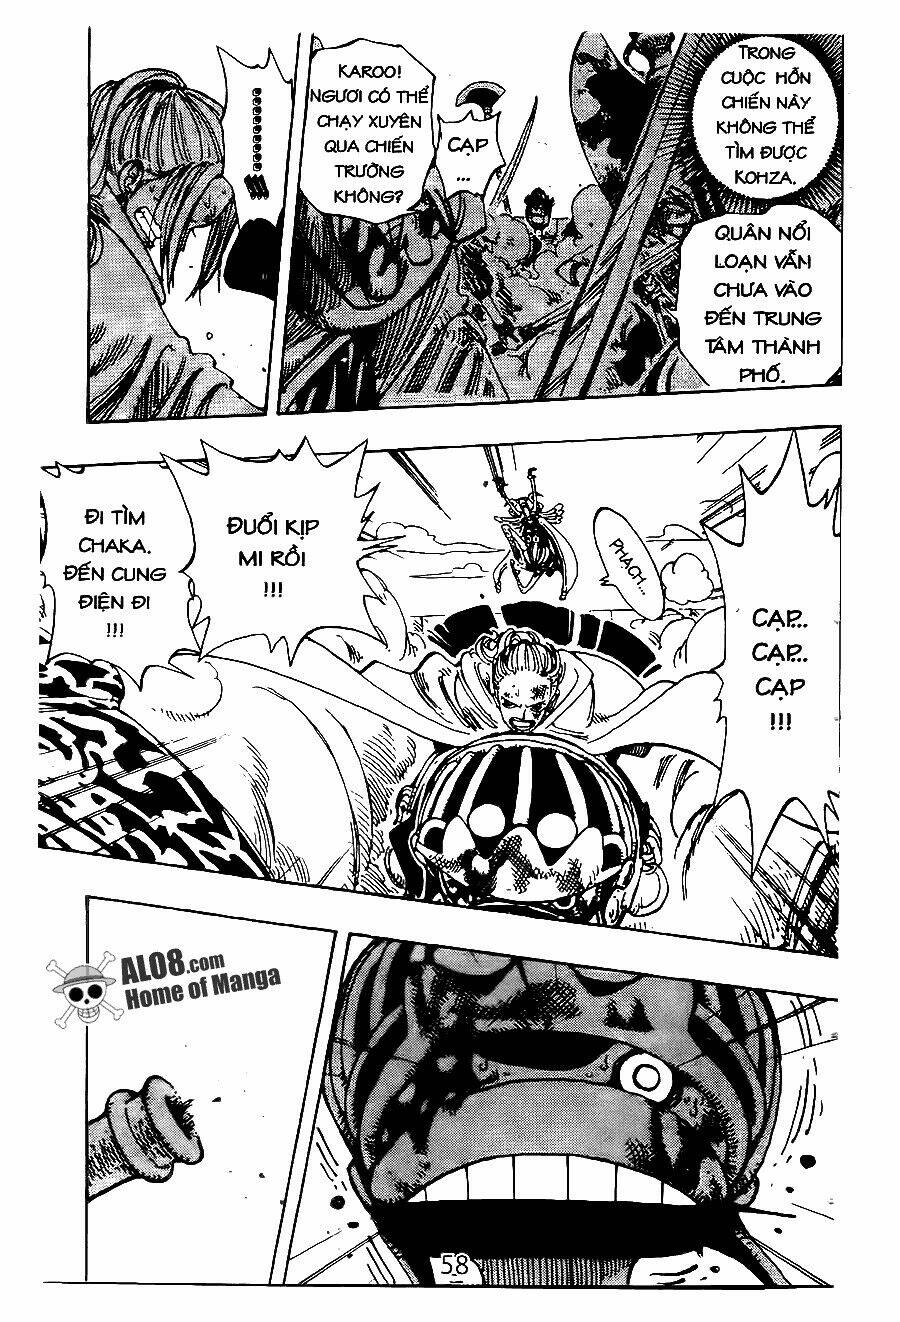 TRONG
CUỘC HỖN
CHIẾN NÀY
KHÔNG THỂ
TÌM ĐƯỢC
KOHZA.
QUÂN NỔI
LOẠN VẪN
CHƯA VÀO
ĐẾN TRUNG
TÂM THÀNH
PHỐ.
CẠP
...
KAROO!
NGƯƠI CÓ THỂ
CHẠY XUYÊN
QUA CHIẾN
TRƯỜNG
KHÔNG?
.........!!!
CẠP...
CẠP...
CẠP
!!!
PHẠCH...
ĐUỔI KỊP
MI RỒI
!!!
ĐI TÌM
CHAKA.
ĐẾN CUNG
ĐIỆN ĐI
!!!
ALO8.com
Home of Manga
58